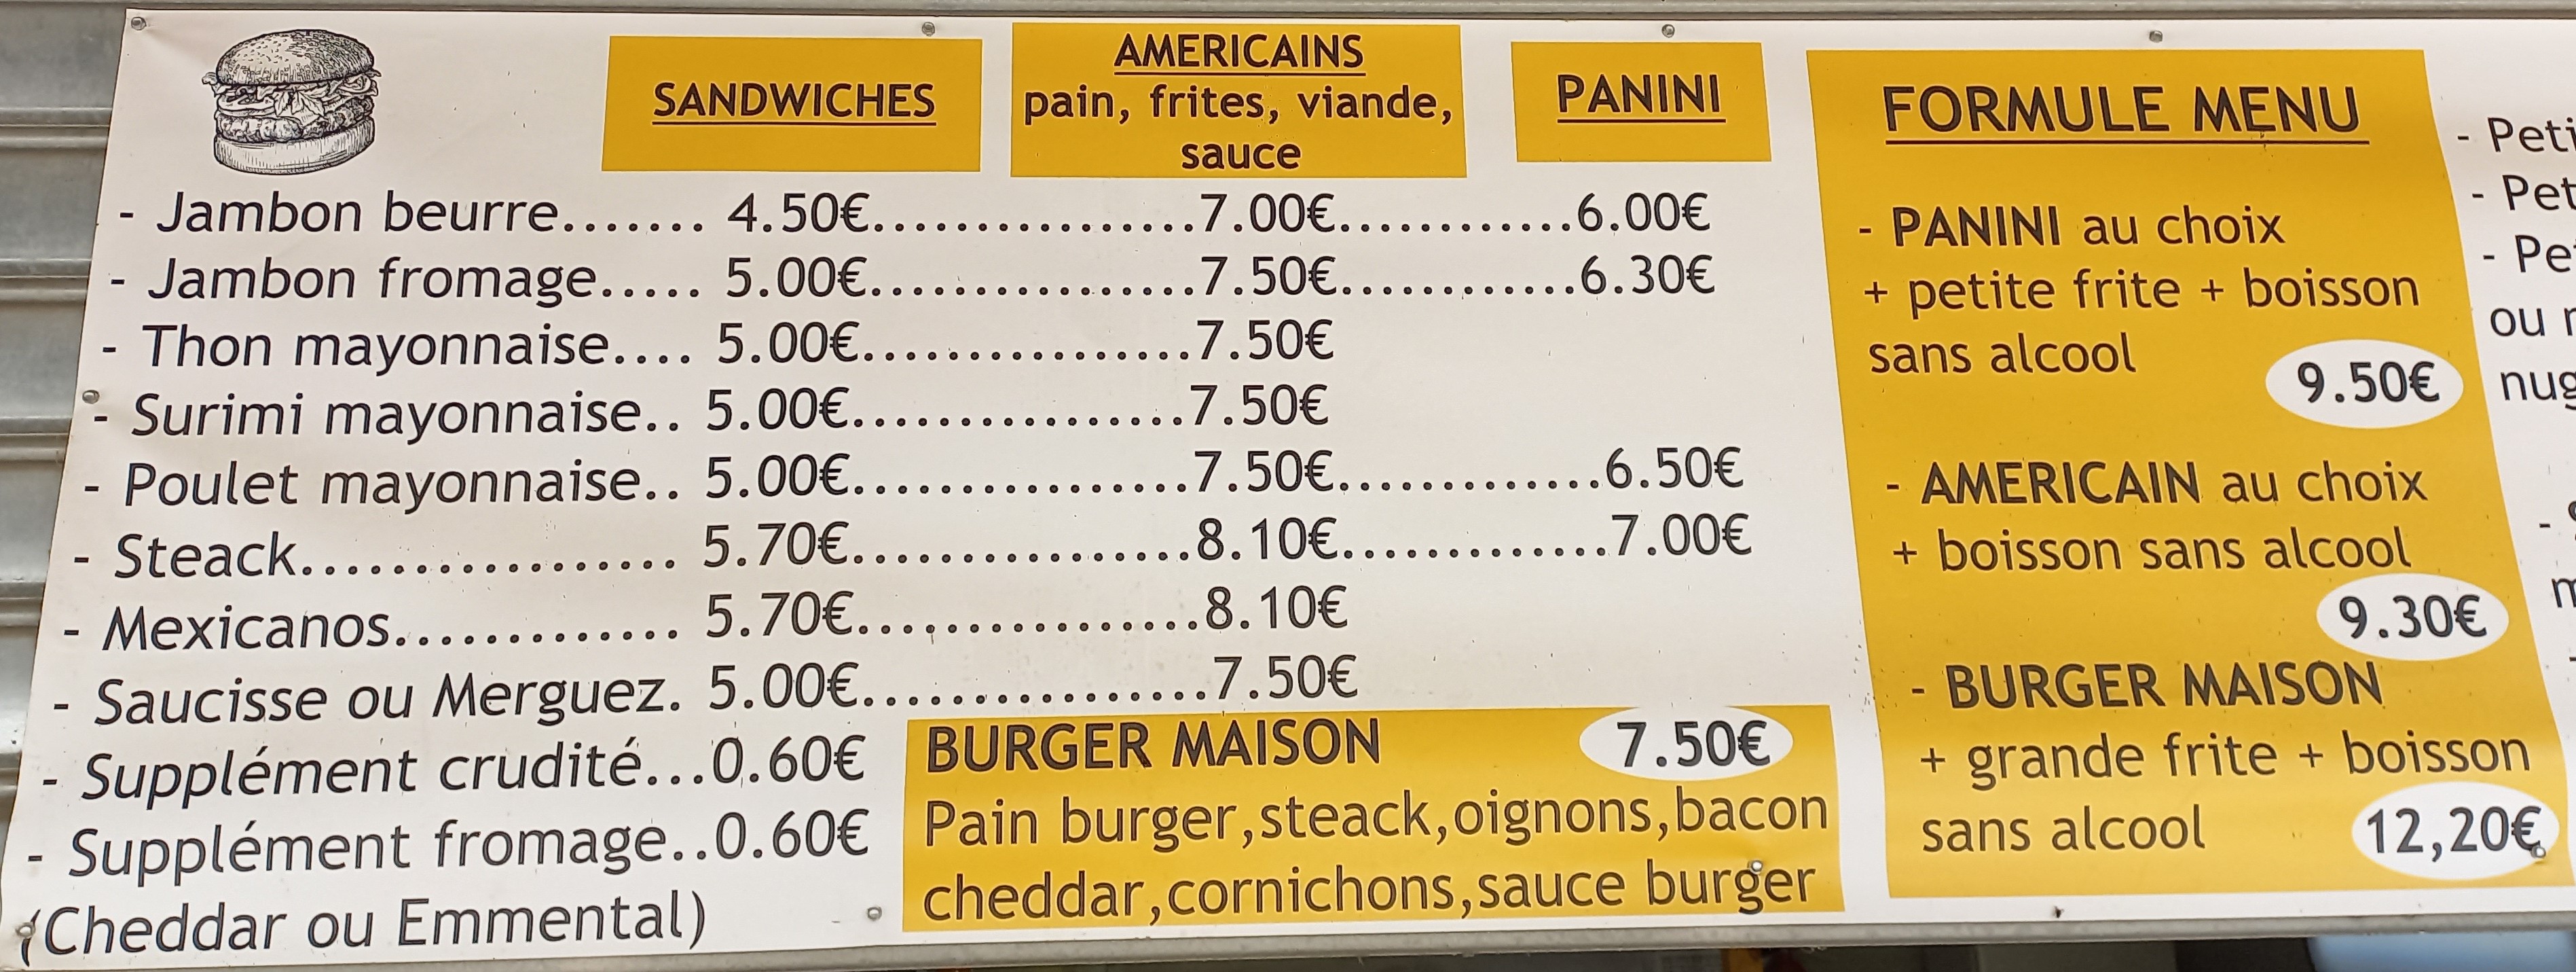 SANDWICHES
AMERICAINS
pain, frites, viande,
sauce
PANINI
- Jambon beurre....... 4.50€................7.00€............6.00€
- Jambon fromage..... 5.00€................7.50€............6.30€
- Thon mayonnaise.... 5.00€................7.50€
- Surimi mayonnaise.. 5.00€................7.50€
- Poulet mayonnaise.. 5.00€................7.50€.............6.50€
- Steack................. 5.70€................8.10€.............7.00€
- Mexicanos............. 5.70€................8.10€
- Saucisse ou Merguez. 5.00€................7.50€
- Supplément crudité...0.60€
- Supplément fromage..0.60€
(Cheddar ou Emmental)
BURGER MAISON 7.50€
Pain burger,steack,oignons,bacon
cheddar,cornichons,sauce burger
FORMULE MENU
- PANINI au choix
+ petite frite + boisson
sans alcool
9.50€
- AMERICAIN au choix
+ boisson sans alcool
9.30€
- BURGER MAISON
+ grande frite + boisson
sans alcool 12,20€
- Peti
- Pet
- Pe
ou
nug